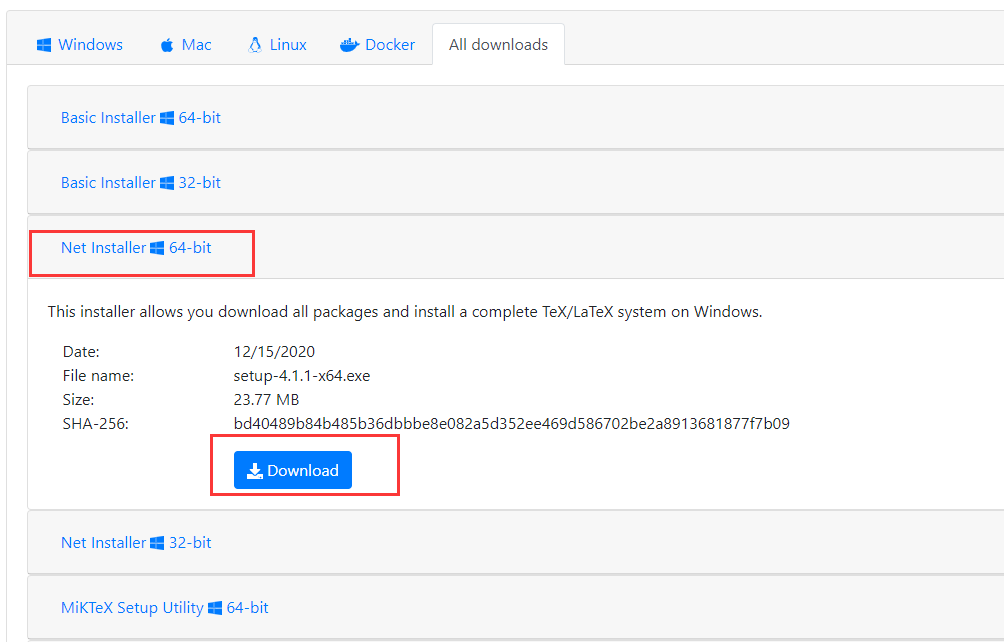 Windows Mac Linux Docker All downloads
Basic Installer 64-bit
Basic Installer 32-bit
Net Installer 64-bit
This installer allows you download all packages and install a complete TeX/LaTeX system on Windows.
Date: 12/15/2020
File name: setup-4.1.1-x64.exe
Size: 23.77 MB
SHA-256: bd40489b84b485b36dbbbe8e082a5d352ee469d586702be2a8913681877f7b09
Download
Net Installer 32-bit
MiKTeX Setup Utility 64-bit